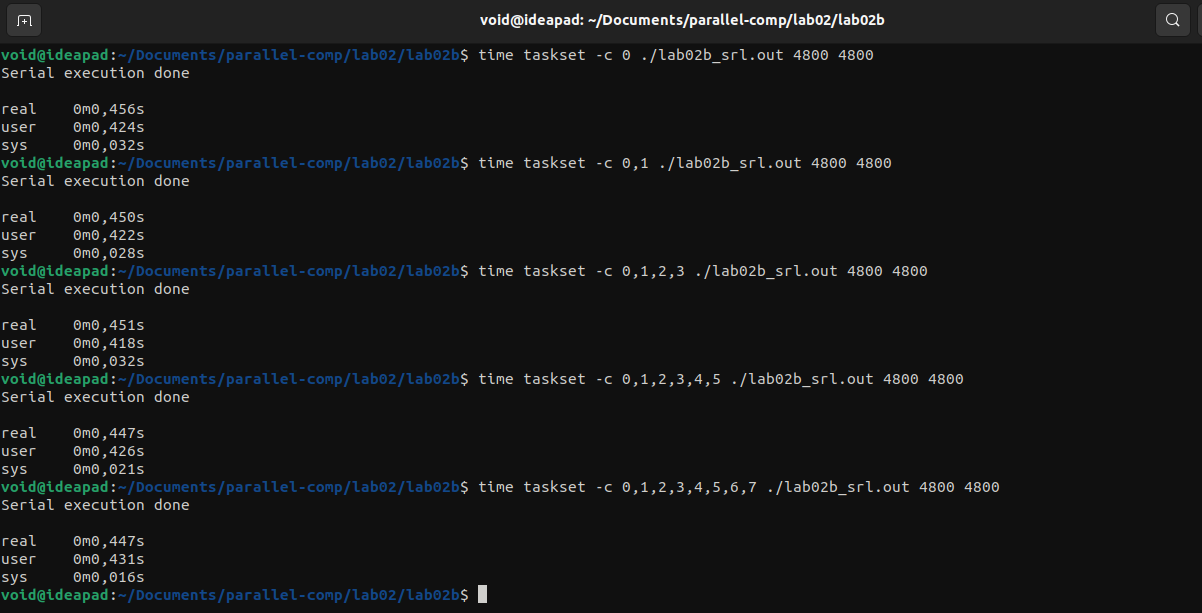 void@ideapad: ~/Documents/parallel-comp/lab02/lab02b
void@ideapad:~/Documents/parallel-comp/lab02/lab02b$ time taskset -c 0 ./lab02b_srl.out 4800 4800
Serial execution done

real    0m0,456s
user    0m0,424s
sys     0m0,032s
void@ideapad:~/Documents/parallel-comp/lab02/lab02b$ time taskset -c 0,1 ./lab02b_srl.out 4800 4800
Serial execution done

real    0m0,450s
user    0m0,422s
sys     0m0,028s
void@ideapad:~/Documents/parallel-comp/lab02/lab02b$ time taskset -c 0,1,2,3 ./lab02b_srl.out 4800 4800
Serial execution done

real    0m0,451s
user    0m0,418s
sys     0m0,032s
void@ideapad:~/Documents/parallel-comp/lab02/lab02b$ time taskset -c 0,1,2,3,4,5 ./lab02b_srl.out 4800 4800
Serial execution done

real    0m0,447s
user    0m0,426s
sys     0m0,021s
void@ideapad:~/Documents/parallel-comp/lab02/lab02b$ time taskset -c 0,1,2,3,4,5,6,7 ./lab02b_srl.out 4800 4800
Serial execution done

real    0m0,447s
user    0m0,431s
sys     0m0,016s
void@ideapad:~/Documents/parallel-comp/lab02/lab02b$